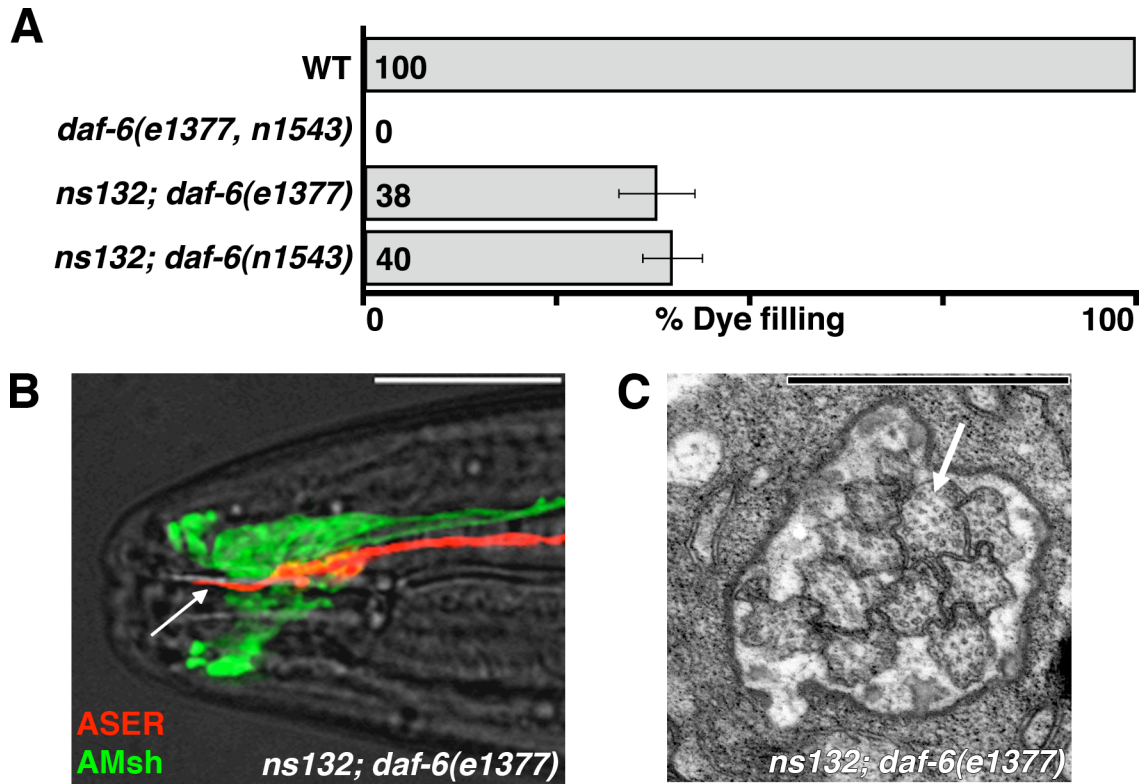 A
WT
100
daf-6(e1377, n1543)
0
ns132; daf-6(e1377)
38
ns132; daf-6(n1543)
40
0
% Dye filling
100
B
ASER
AMsh
ns132; daf-6(e1377)
C
ns132; daf-6(e1377)